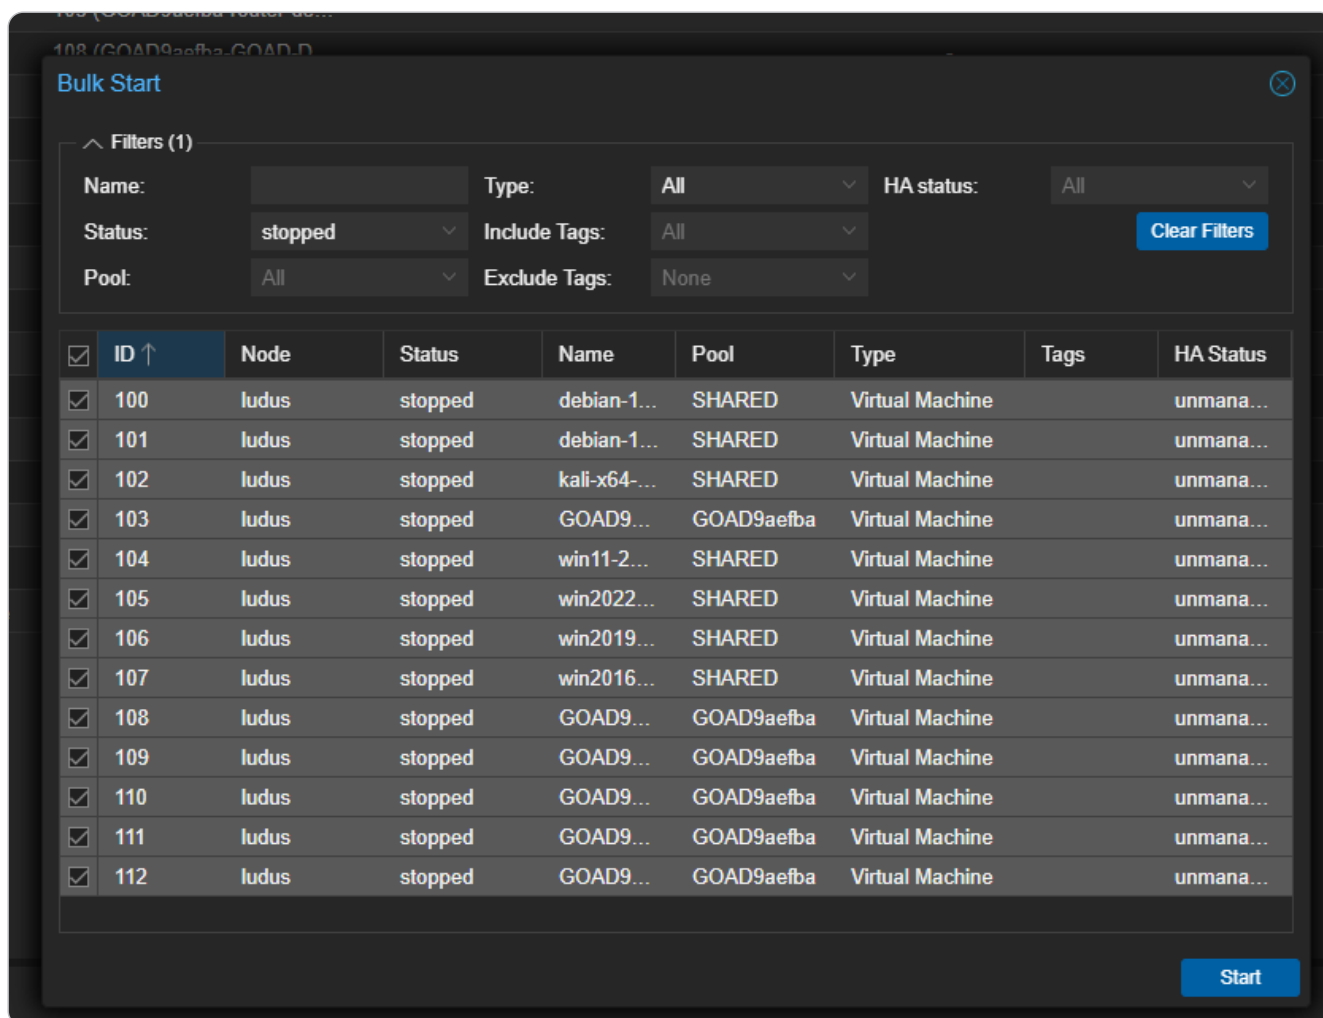 108 (GOAD9aefba-GOAD-D
Bulk Start
Filters (1)
Name: Type: All HA status: All
Status: stopped Include Tags: All Clear Filters
Pool: All Exclude Tags: None
ID Node Status Name Pool Type Tags HA Status
100 ludus stopped debian-1... SHARED Virtual Machine unmana...
101 ludus stopped debian-1... SHARED Virtual Machine unmana...
102 ludus stopped kali-x64-... SHARED Virtual Machine unmana...
103 ludus stopped GOAD9... GOAD9aefba Virtual Machine unmana...
104 ludus stopped win11-2... SHARED Virtual Machine unmana...
105 ludus stopped win2022... SHARED Virtual Machine unmana...
106 ludus stopped win2019... SHARED Virtual Machine unmana...
107 ludus stopped win2016... SHARED Virtual Machine unmana...
108 ludus stopped GOAD9... GOAD9aefba Virtual Machine unmana...
109 ludus stopped GOAD9... GOAD9aefba Virtual Machine unmana...
110 ludus stopped GOAD9... GOAD9aefba Virtual Machine unmana...
111 ludus stopped GOAD9... GOAD9aefba Virtual Machine unmana...
112 ludus stopped GOAD9... GOAD9aefba Virtual Machine unmana...
Start